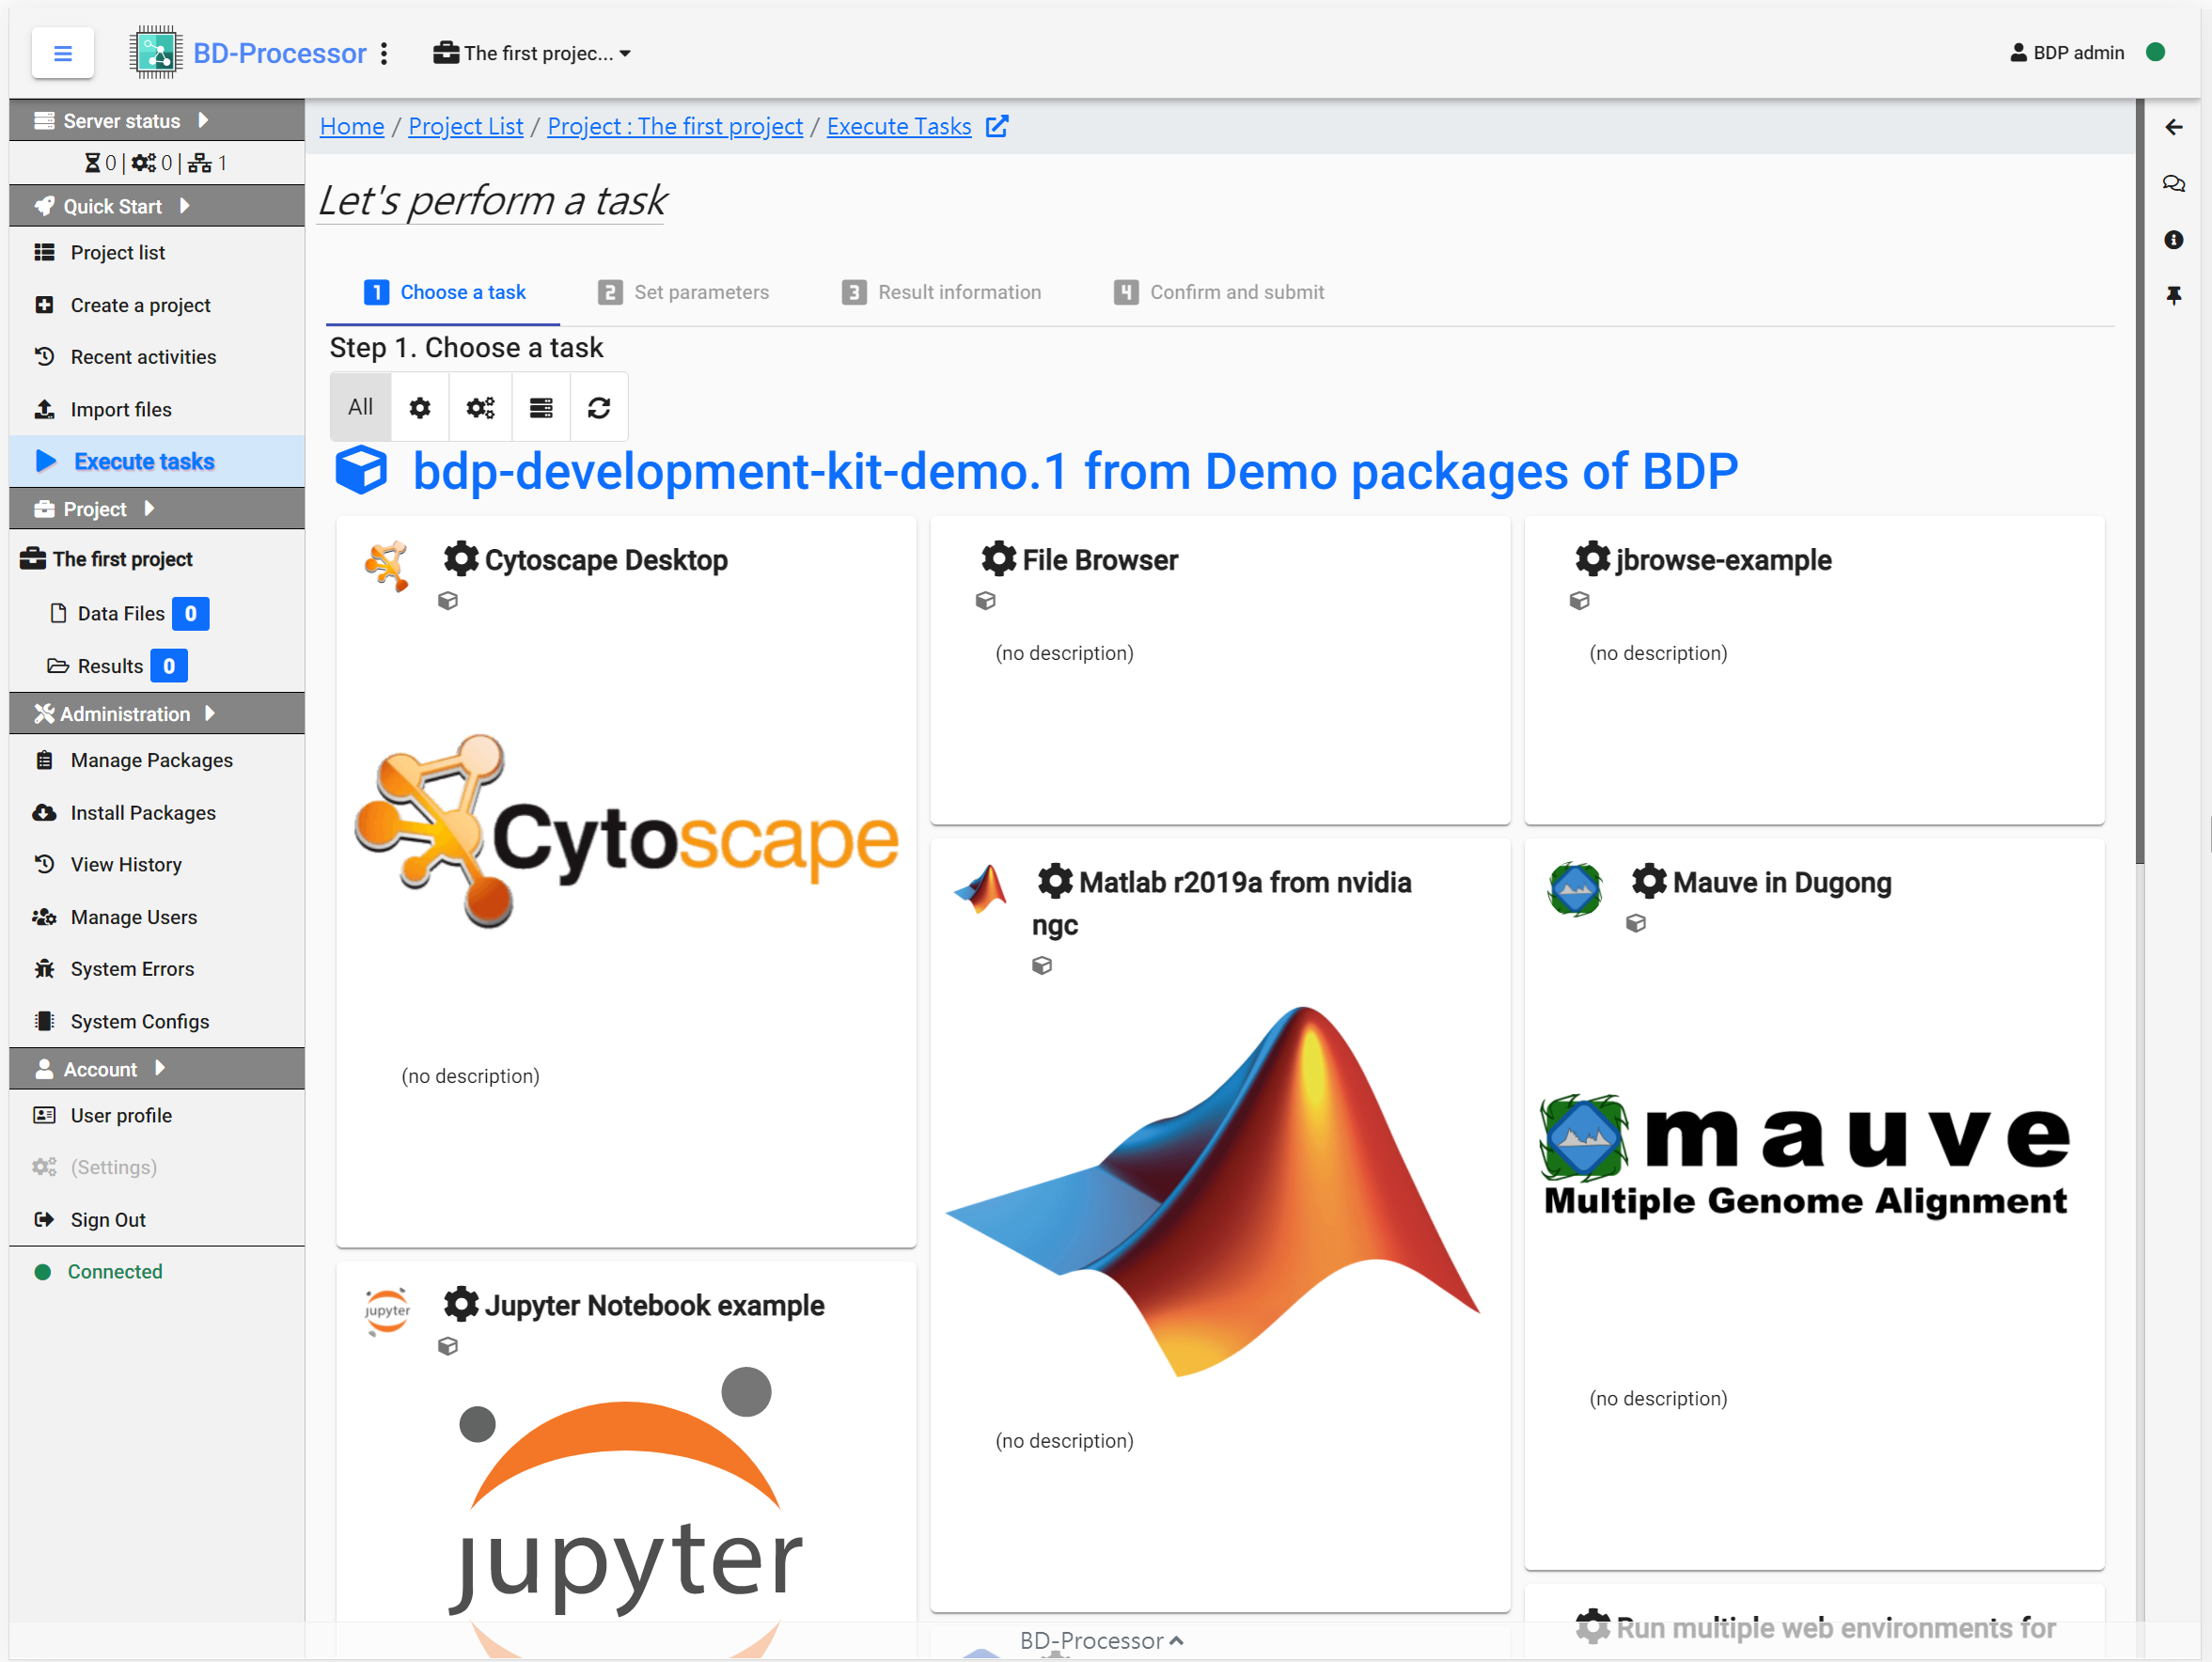 BD-Processor
The first projec...
BDP admin
Server status
0 | 0 | 1
Quick Start
Project list
Create a project
Recent activities
Import files
Execute tasks
Project
The first project
Data Files 0
Results 0
Administration
Manage Packages
Install Packages
View History
Manage Users
System Errors
System Configs
Account
User profile
(Settings)
Sign Out
Connected
Home / Project List / Project : The first project / Execute Tasks
Let's perform a task
1 Choose a task
2 Set parameters
3 Result information
4 Confirm and submit
Step 1. Choose a task
All
bdp-development-kit-demo.1 from Demo packages of BDP
Cytoscape Desktop
Cytoscape
(no description)
File Browser
(no description)
jbrowse-example
(no description)
Matlab r2019a from nvidia
ngc
(no description)
Mauve in Dugong
mauve
Multiple Genome Alignment
(no description)
jupyter
Jupyter Notebook example
jupyter
Run multiple web environments for
BD-Processor